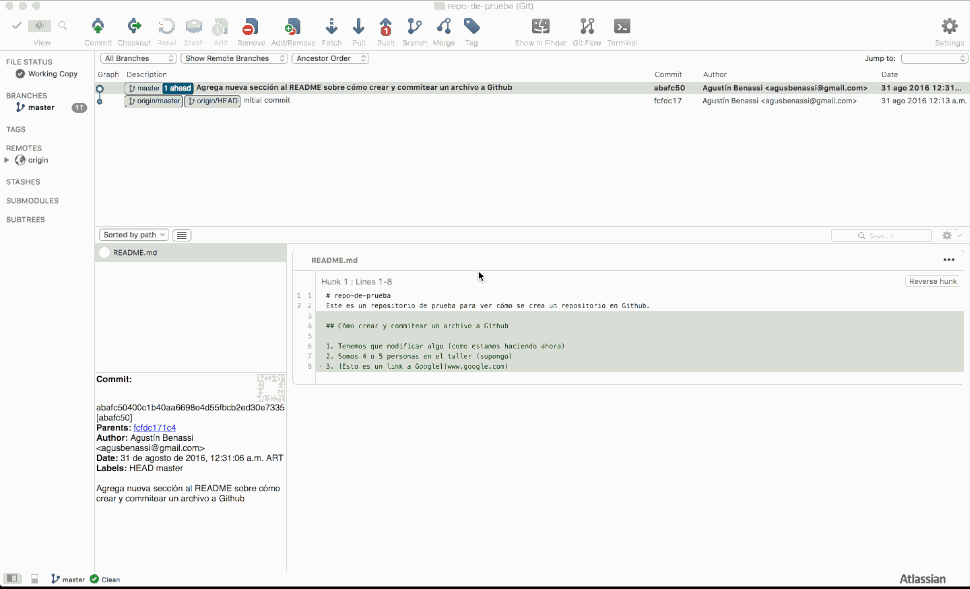 repo-de-prueba (Git)
View Commit Checkout Reset Stash Add Remove Add/Remove Fetch Pull Push Branch Merge Tag Show in Finder Git Flow Terminal Settings
1
FILE STATUS
Working Copy
BRANCHES
master 1↑
TAGS
REMOTES
origin
STASHES
SUBMODULES
SUBTREES
All Branches Show Remote Branches Ancestor Order Jump to:
Graph Description Commit Author Date
master 1 ahead Agrega nueva sección al README sobre cómo crear y commitear un archivo a Github abafc50 Agustín Benassi <agusbenassi@gmail.com> 31 ago 2016 12:31...
origin/master origin/HEAD Initial commit fcfdc17 Agustín Benassi <agusbenassi@gmail.com> 31 ago 2016 12:13 a.m.
Sorted by path Search
README.md
README.md •••
Hunk 1 : Lines 1-8 Reverse hunk
1 1 # repo-de-prueba
2 2 Este es un repositorio de prueba para ver cómo se crea un repositorio en Github.
3
4 ## Cómo crear y commitear un archivo a Github
5
6 1. Tenemos que modificar algo (como estamos haciendo ahora)
7 2. Somos 4 o 5 personas en el taller (supongo)
8 3. [Esto es un link a Google](www.google.com)
Commit:
abafc50400c1b40aa6698e4d55fbcb2ed30e7335
[abafc50]
Parents: fcfdc171c4
Author: Agustín Benassi
<agusbenassi@gmail.com>
Date: 31 de agosto de 2016, 12:31:06 a.m. ART
Labels: HEAD master
Agrega nueva sección al README sobre cómo
crear y commitear un archivo a Github
master Clean Atlassian